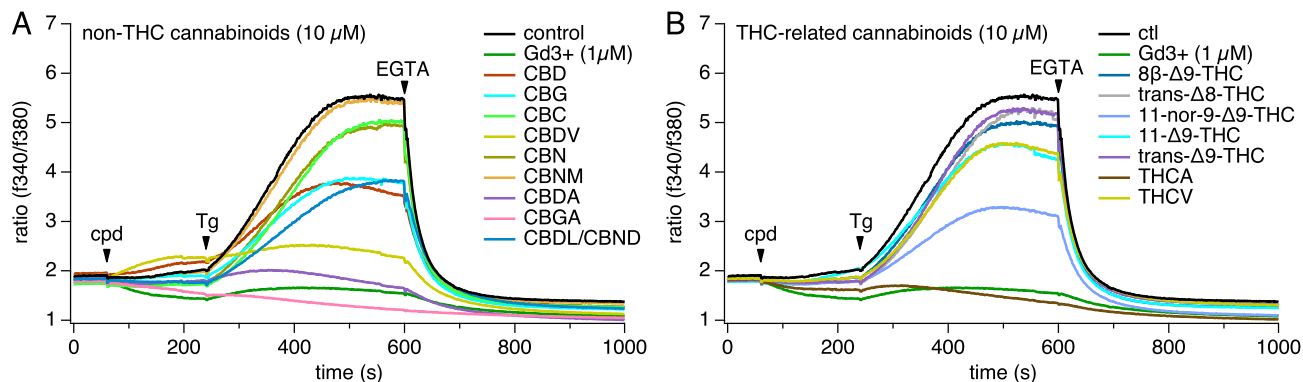 A
non-THC cannabinoids (10 µM)
control
Gd3+ (1µM)
CBD
CBG
CBC
CBDV
CBN
CBNM
CBDA
CBGA
CBDL/CBND
EGTA
cpd
Tg
7
6
5
4
3
2
1
ratio (f340/f380)
0
200
400
600
800
1000
time (s)
B
THC-related cannabinoids (10 µM)
ctl
Gd3+ (1 µM)
8β-Δ9-THC
trans-Δ8-THC
11-nor-9-Δ9-THC
11-Δ9-THC
trans-Δ9-THC
THCA
THCV
EGTA
cpd
Tg
7
6
5
4
3
2
1
ratio (f340/f380)
0
200
400
600
800
1000
time (s)